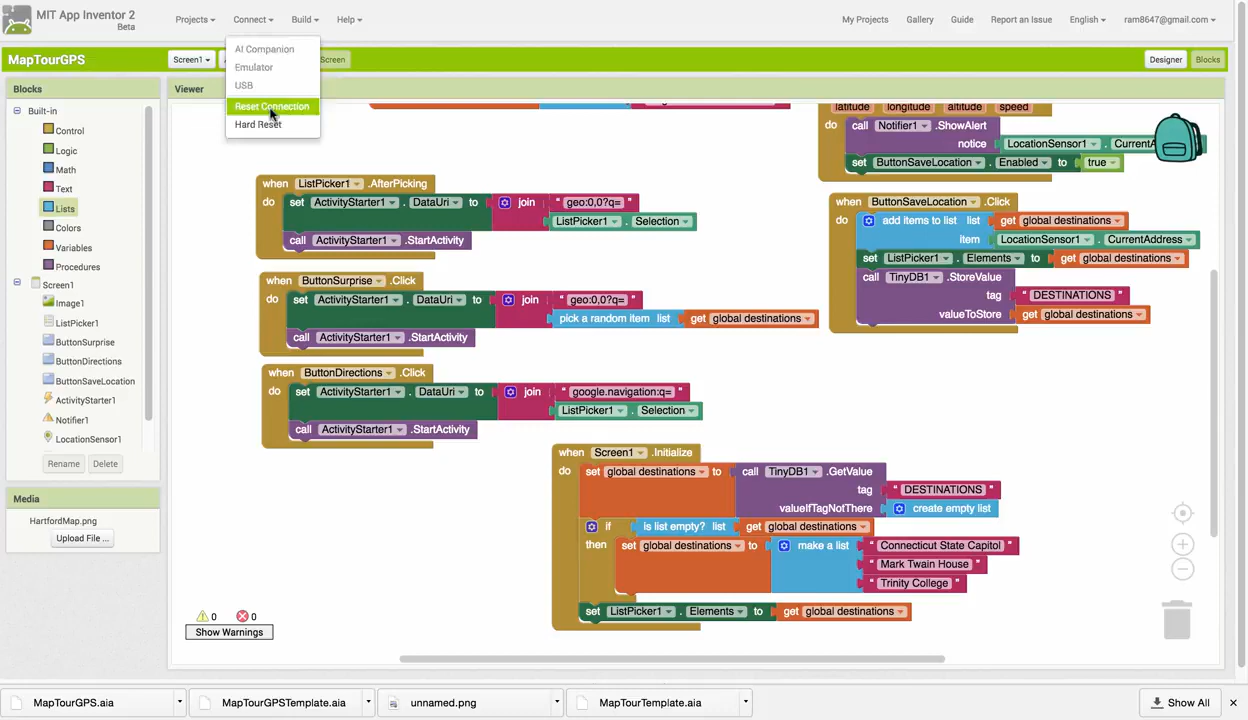 MIT App Inventor 2
Beta
Projects
Connect
Build
Help
My Projects
Gallery
Guide
Report an Issue
English
ram8647@gmail.com
MapTourGPS
Screen1
Screen
Designer
Blocks
AI Companion
Emulator
USB
Reset Connection
Hard Reset
Blocks
Built-in
Control
Logic
Math
Text
Lists
Colors
Variables
Procedures
Screen1
Image1
ListPicker1
ButtonSurprise
ButtonDirections
ButtonSaveLocation
ActivityStarter1
Notifier1
LocationSensor1
Rename
Delete
Media
HartfordMap.png
Upload File ...
Viewer
latitude longitude altitude speed
do call Notifier1 .ShowAlert
notice LocationSensor1 .
set ButtonSaveLocation . Enabled to true
when ListPicker1 .AfterPicking
do set ActivityStarter1 . DataUri to join " geo:0,0?q= "
ListPicker1 . Selection
call ActivityStarter1 .StartActivity
when ButtonSaveLocation .Click
do add items to list list get global destinations
item LocationSensor1 . CurrentAddress
set ListPicker1 . Elements to get global destinations
call TinyDB1 .StoreValue
tag " DESTINATIONS "
valueToStore get global destinations
when ButtonSurprise .Click
do set ActivityStarter1 . DataUri to join " geo:0,0?q= "
pick a random item list get global destinations
call ActivityStarter1 .StartActivity
when ButtonDirections .Click
do set ActivityStarter1 . DataUri to join " google.navigation:q= "
ListPicker1 . Selection
call ActivityStarter1 .StartActivity
when Screen1 .Initialize
do set global destinations to call TinyDB1 .GetValue
tag " DESTINATIONS "
valueIfTagNotThere create empty list
if is list empty? list get global destinations
then set global destinations to make a list " Connecticut State Capitol "
" Mark Twain House "
" Trinity College "
set ListPicker1 . Elements to get global destinations
0 0
Show Warnings
MapTourGPS.aia
MapTourGPSTemplate.aia
unnamed.png
MapTourTemplate.aia
Show All